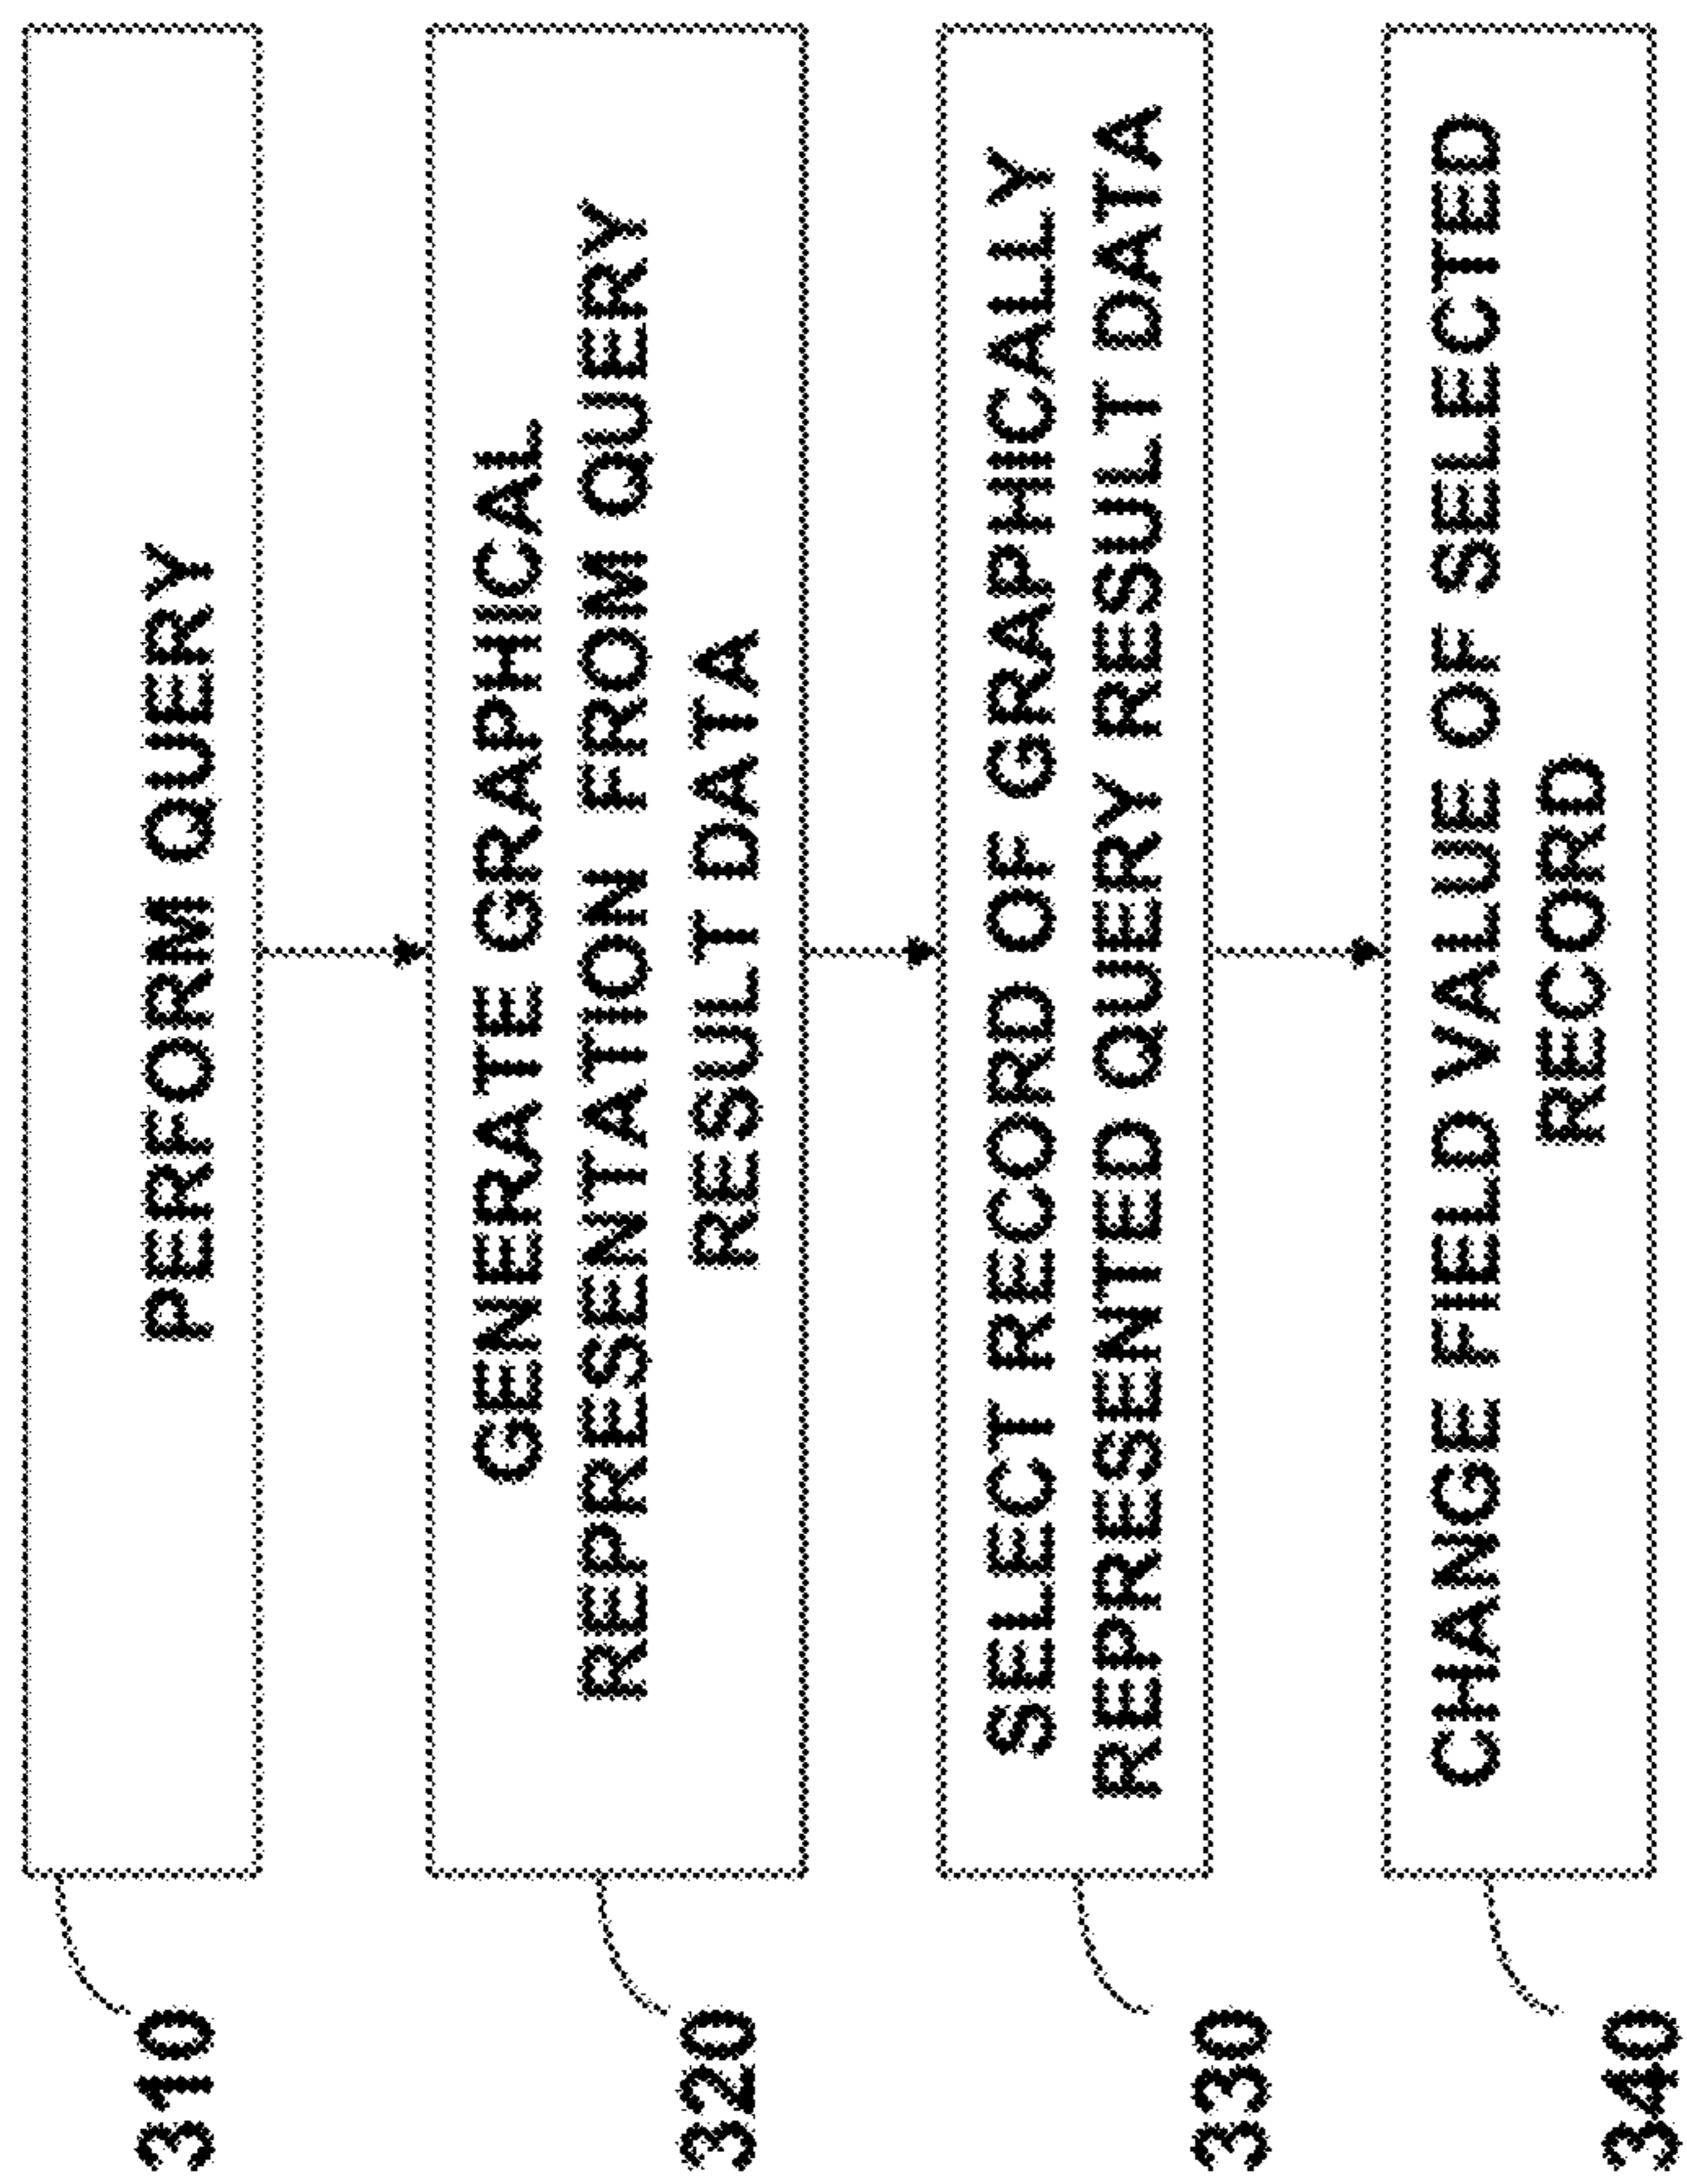 310
PERFORM QUERY
320
GENERATE GRAPHICAL
REPRESENTATION FROM QUERY
RESULT DATA
330
SELECT RECORD OF GRAPHICALLY
REPRESENTED QUERY RESULT DATA
340
CHANGE FIELD VALUE OF SELECTED
RECORD